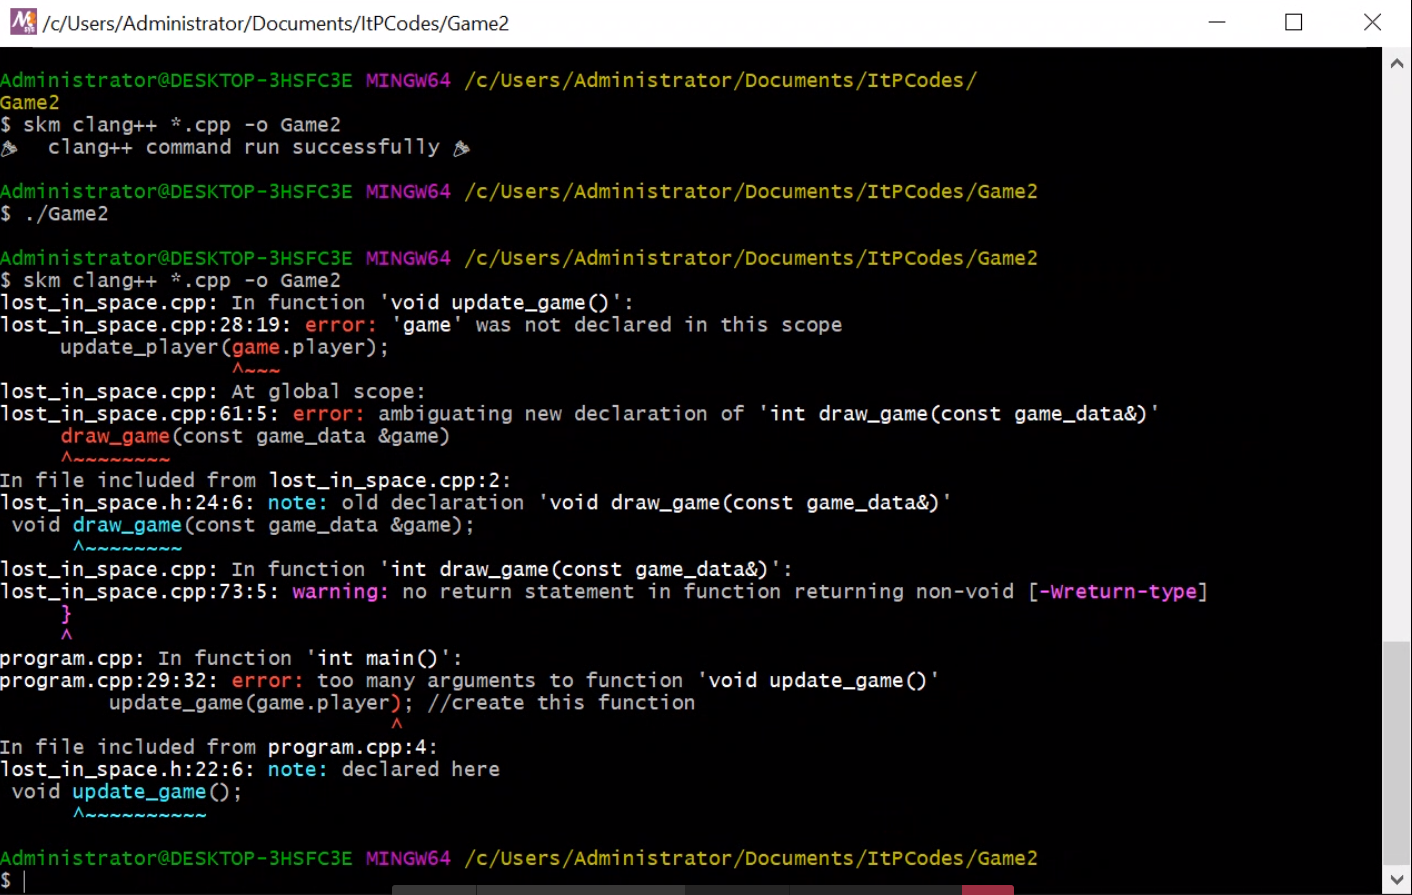 /c/Users/Administrator/Documents/ItPCodes/Game2
Administrator@DESKTOP-3HSFC3E MINGW64 /c/Users/Administrator/Documents/ItPCodes/
Game2
$ skm clang++ *.cpp -o Game2
clang++ command run successfully
Administrator@DESKTOP-3HSFC3E MINGW64 /c/Users/Administrator/Documents/ItPCodes/Game2
$ ./Game2
Administrator@DESKTOP-3HSFC3E MINGW64 /c/Users/Administrator/Documents/ItPCodes/Game2
$ skm clang++ *.cpp -o Game2
lost_in_space.cpp: In function 'void update_game()':
lost_in_space.cpp:28:19: error: 'game' was not declared in this scope
update_player(game.player);
^~~~
lost_in_space.cpp: At global scope:
lost_in_space.cpp:61:5: error: ambiguating new declaration of 'int draw_game(const game_data&)'
draw_game(const game_data &game)
^~~~~~~~~
In file included from lost_in_space.cpp:2:
lost_in_space.h:24:6: note: old declaration 'void draw_game(const game_data&)'
void draw_game(const game_data &game);
^~~~~~~~~
lost_in_space.cpp: In function 'int draw_game(const game_data&)':
lost_in_space.cpp:73:5: warning: no return statement in function returning non-void [-Wreturn-type]
}
^
program.cpp: In function 'int main()':
program.cpp:29:32: error: too many arguments to function 'void update_game()'
update_game(game.player); //create this function
^
In file included from program.cpp:4:
lost_in_space.h:22:6: note: declared here
void update_game();
^~~~~~~~~~~
Administrator@DESKTOP-3HSFC3E MINGW64 /c/Users/Administrator/Documents/ItPCodes/Game2
$